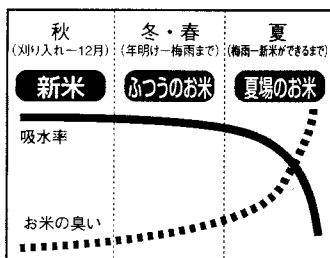 秋
(刈り入れ〜12月)
新米
冬・春
(年明け〜梅雨まで)
ふつうのお米
夏
(梅雨〜新米ができるまで)
夏場のお米
吸水率
お米の臭い